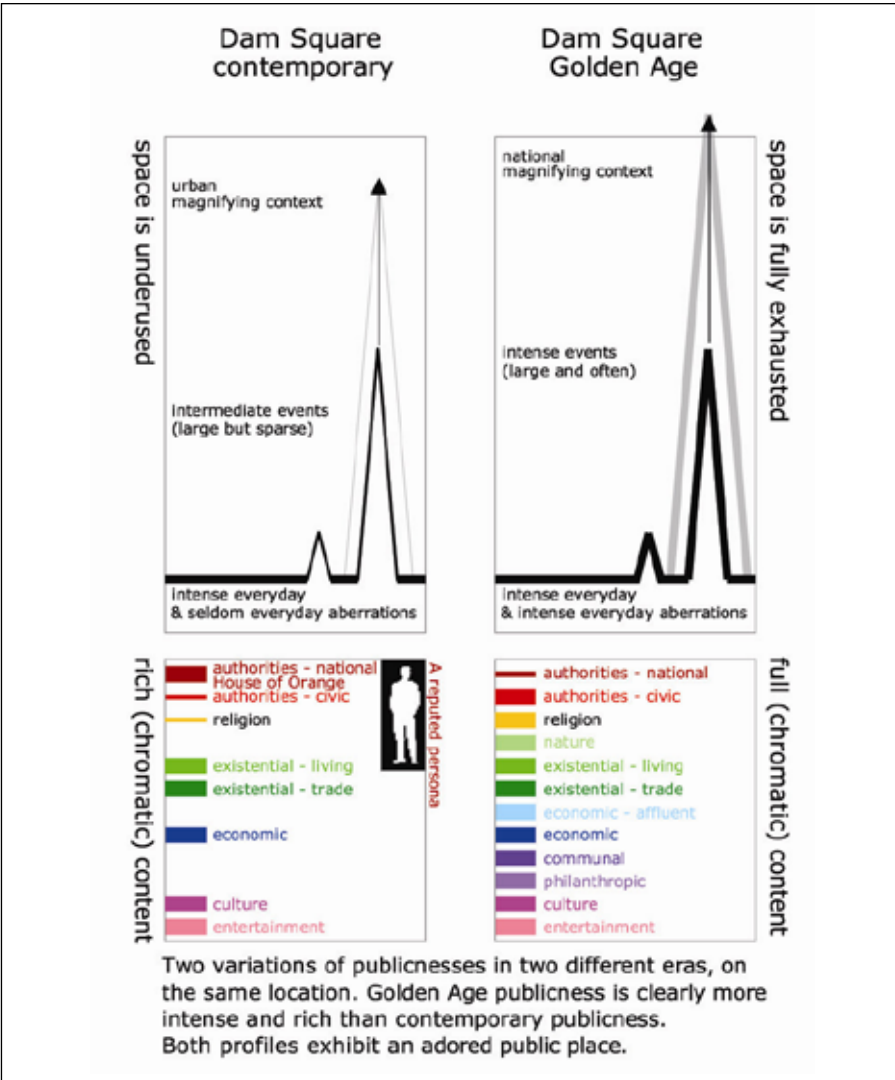 Dam Square
contemporary
space is underused
urban
magnifying context
intermediate events
(large but sparse)
intense everyday
& seldom everyday aberrations
rich (chromatic) content
authorities - national
House of Orange
authorities - civic
religion
existential - living
existential - trade
economic
culture
entertainment
A reputed persona
Dam Square
Golden Age
national
magnifying context
intense events
(large and often)
intense everyday
& intense everyday aberrations
space is fully exhausted
authorities - national
authorities - civic
religion
nature
existential - living
existential - trade
economic - affluent
economic
communal
philanthropic
culture
entertainment
full (chromatic) content
Two variations of publicnesses in two different eras, on
the same location. Golden Age publicness is clearly more
intense and rich than contemporary publicness.
Both profiles exhibit an adored public place.